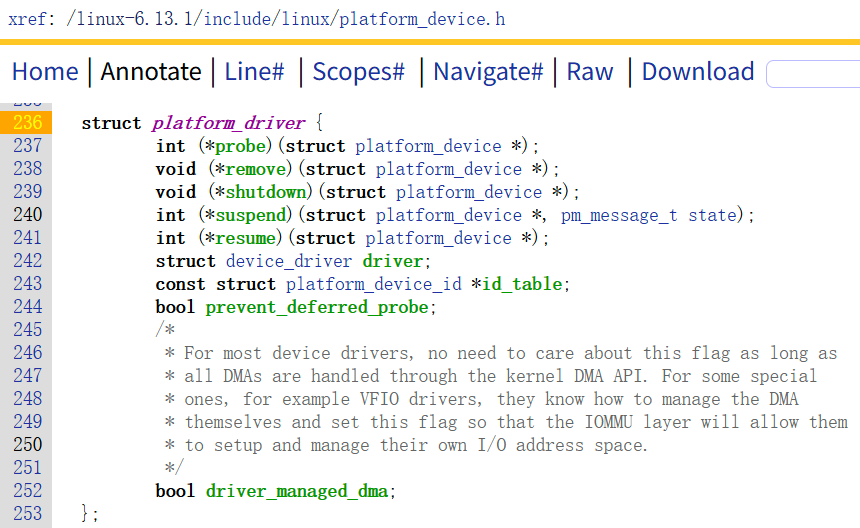 xref: /linux-6.13.1/include/linux/platform_device.h
Home | Annotate | Line# | Scopes# | Navigate# | Raw | Download
236 struct platform_driver {
237 int (*probe)(struct platform_device *);
238 void (*remove)(struct platform_device *);
239 void (*shutdown)(struct platform_device *);
240 int (*suspend)(struct platform_device *, pm_message_t state);
241 int (*resume)(struct platform_device *);
242 struct device_driver driver;
243 const struct platform_device_id *id_table;
244 bool prevent_deferred_probe;
245 /*
246 * For most device drivers, no need to care about this flag as long as
247 * all DMAs are handled through the kernel DMA API. For some special
248 * ones, for example VFIO drivers, they know how to manage the DMA
249 * themselves and set this flag so that the IOMMU layer will allow them
250 * to setup and manage their own I/O address space.
251 */
252 bool driver_managed_dma;
253 };